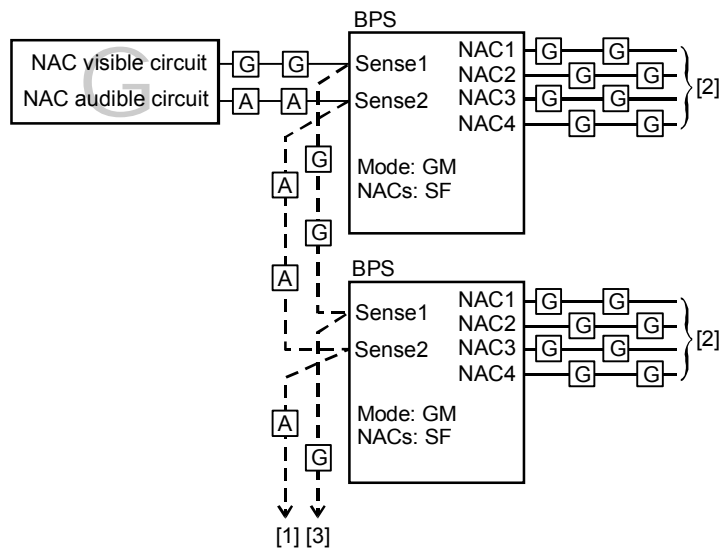 BPS
G
NAC visible circuit G G
NAC audible circuit A A
Sense1
Sense2
Mode: GM
NACs: SF
NAC1 G G
NAC2 G G
NAC3 G G
NAC4 G G
[2]
G
A
G
A
BPS
Sense1
Sense2
Mode: GM
NACs: SF
NAC1 G G
NAC2 G G
NAC3 G G
NAC4 G G
[2]
A
G
[1] [3]